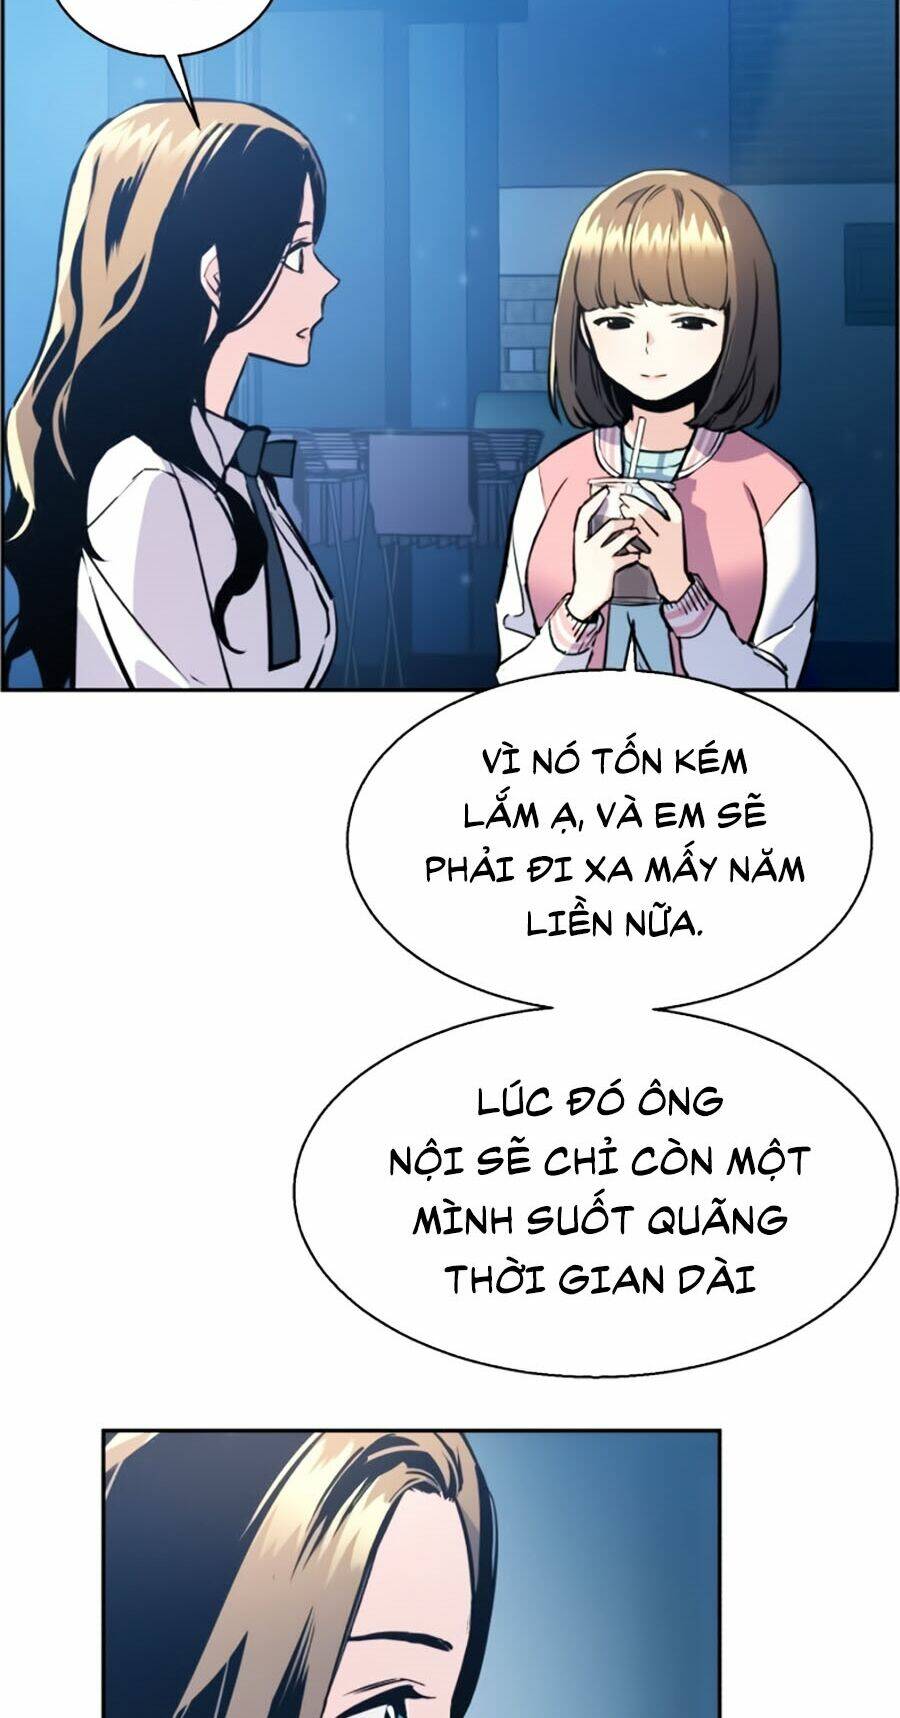 VÌ NÓ TỐN KÉM
LẮM Ạ, VÀ EM SẼ
PHẢI ĐI XA MẤY NĂM
LIỀN NỮA.
LÚC ĐÓ ÔNG
NỘI SẼ CHỈ CÒN MỘT
MÌNH SUỐT QUÃNG
THỜI GIAN DÀI